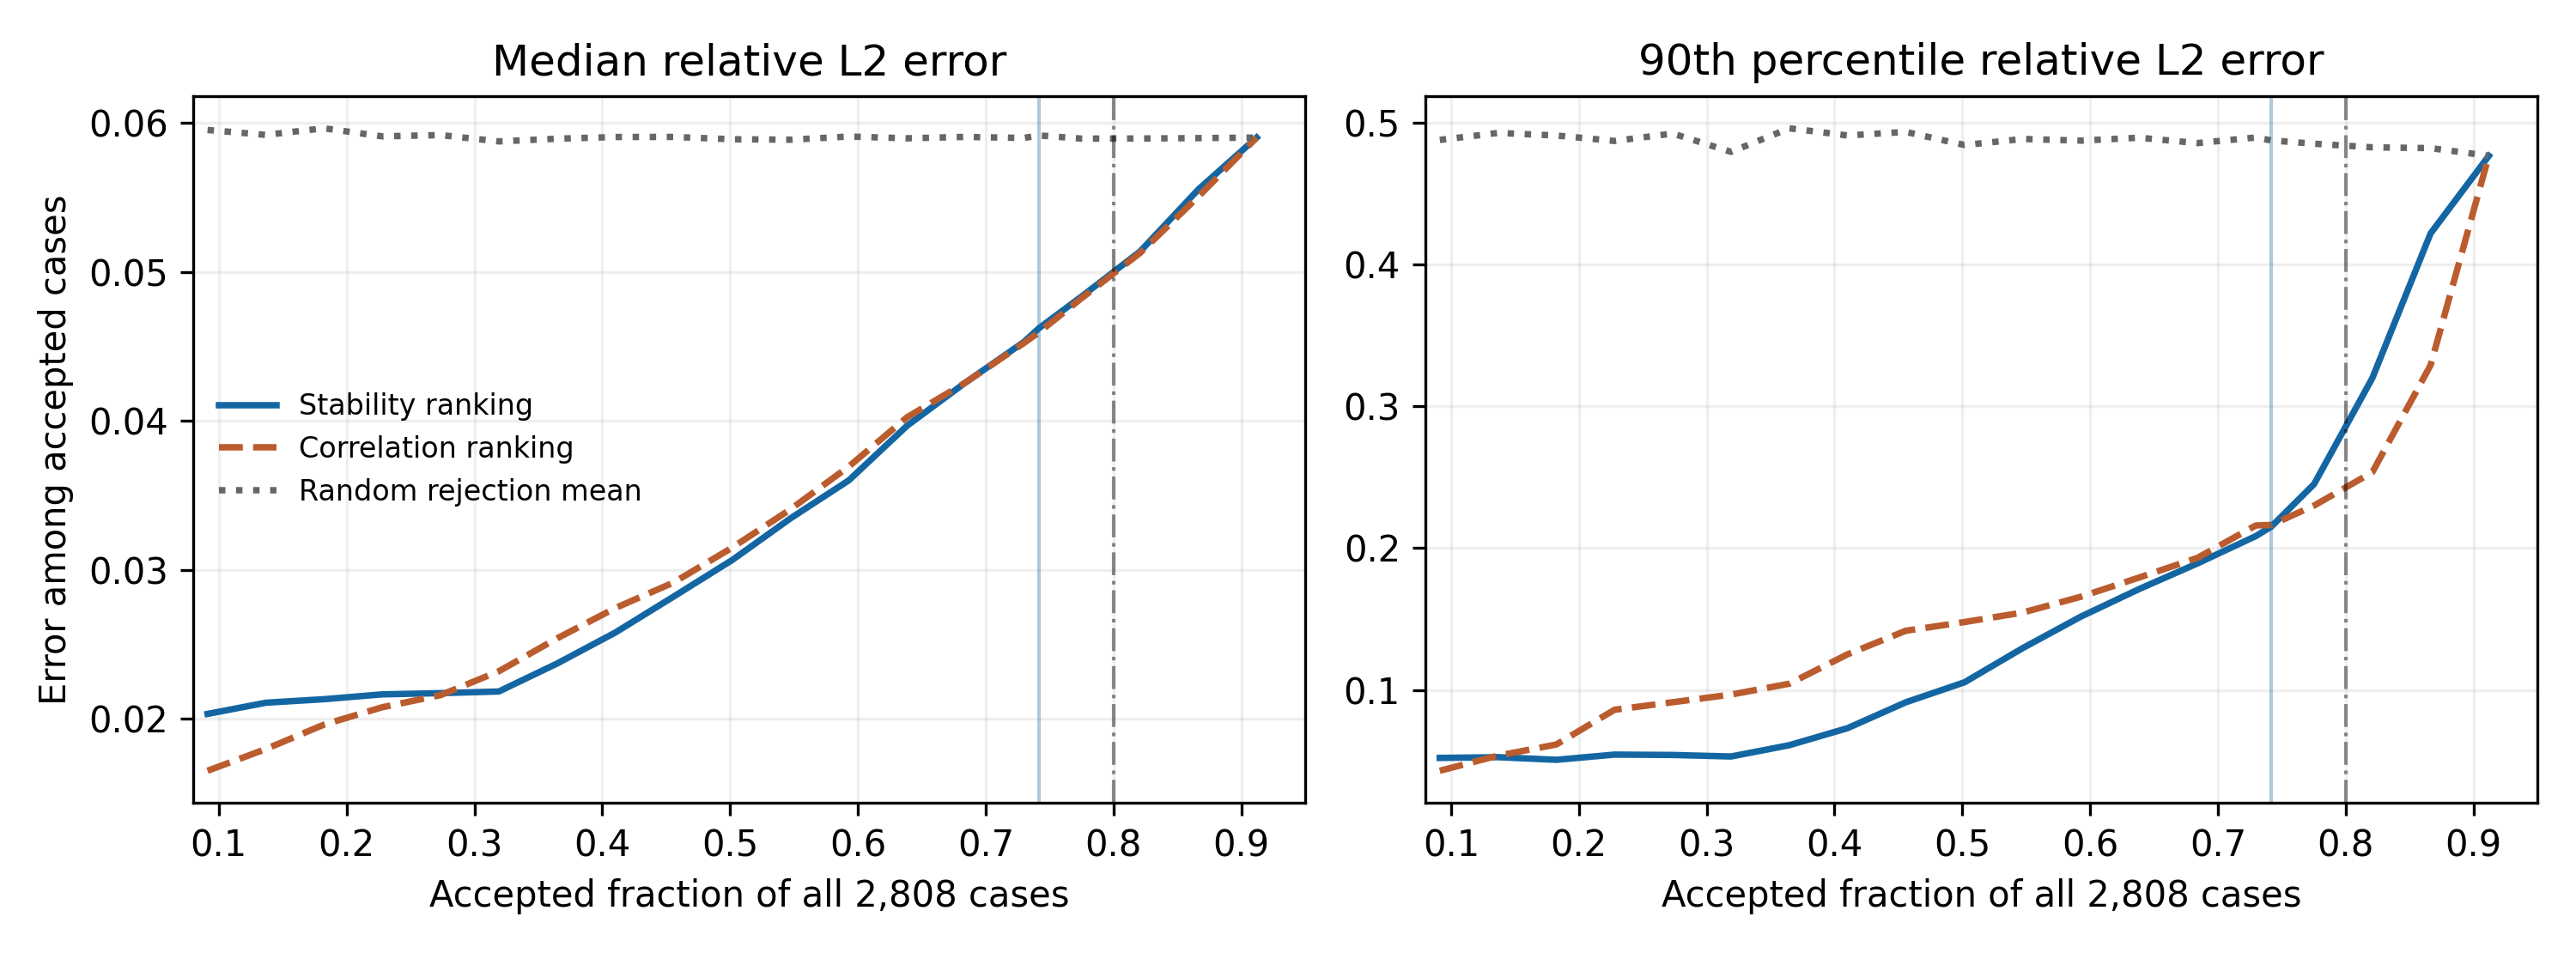 Median relative L2 error
Error among accepted cases
0.06
0.05
0.04
0.03
0.02
Stability ranking
Correlation ranking
Random rejection mean
0.1 0.2 0.3 0.4 0.5 0.6 0.7 0.8 0.9
Accepted fraction of all 2,808 cases
90th percentile relative L2 error
0.5
0.4
0.3
0.2
0.1
0.1 0.2 0.3 0.4 0.5 0.6 0.7 0.8 0.9
Accepted fraction of all 2,808 cases